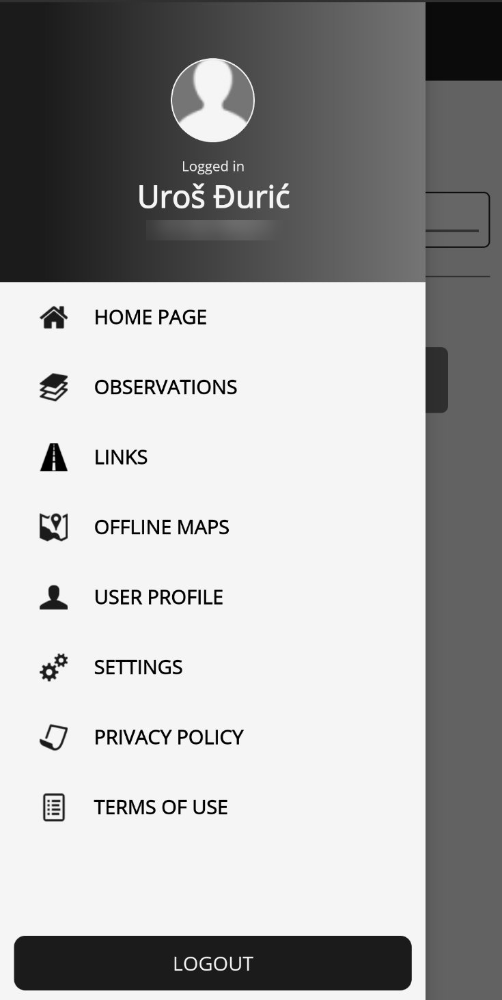 Logged in
Uroš Đurić
HOME PAGE
OBSERVATIONS
LINKS
OFFLINE MAPS
USER PROFILE
SETTINGS
PRIVACY POLICY
TERMS OF USE
LOGOUT